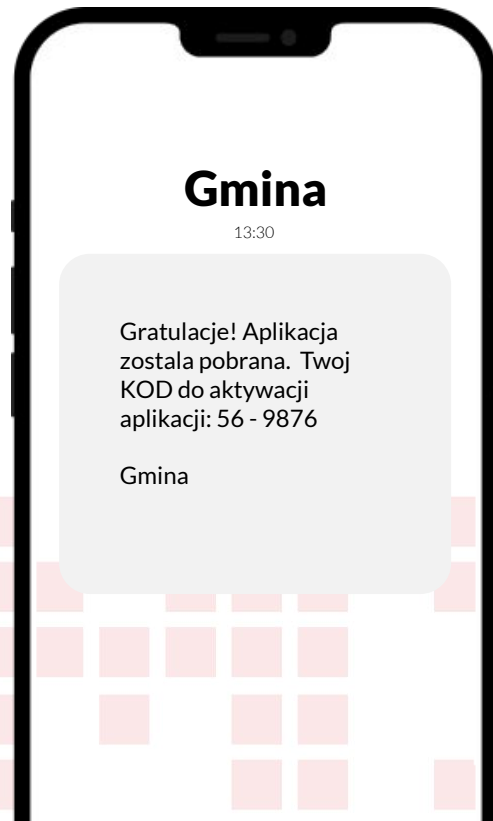 Gmina
13:30
Gratulacje! Aplikacja
zostala pobrana.  Twoj
KOD do aktywacji
aplikacji: 56 - 9876
Gmina